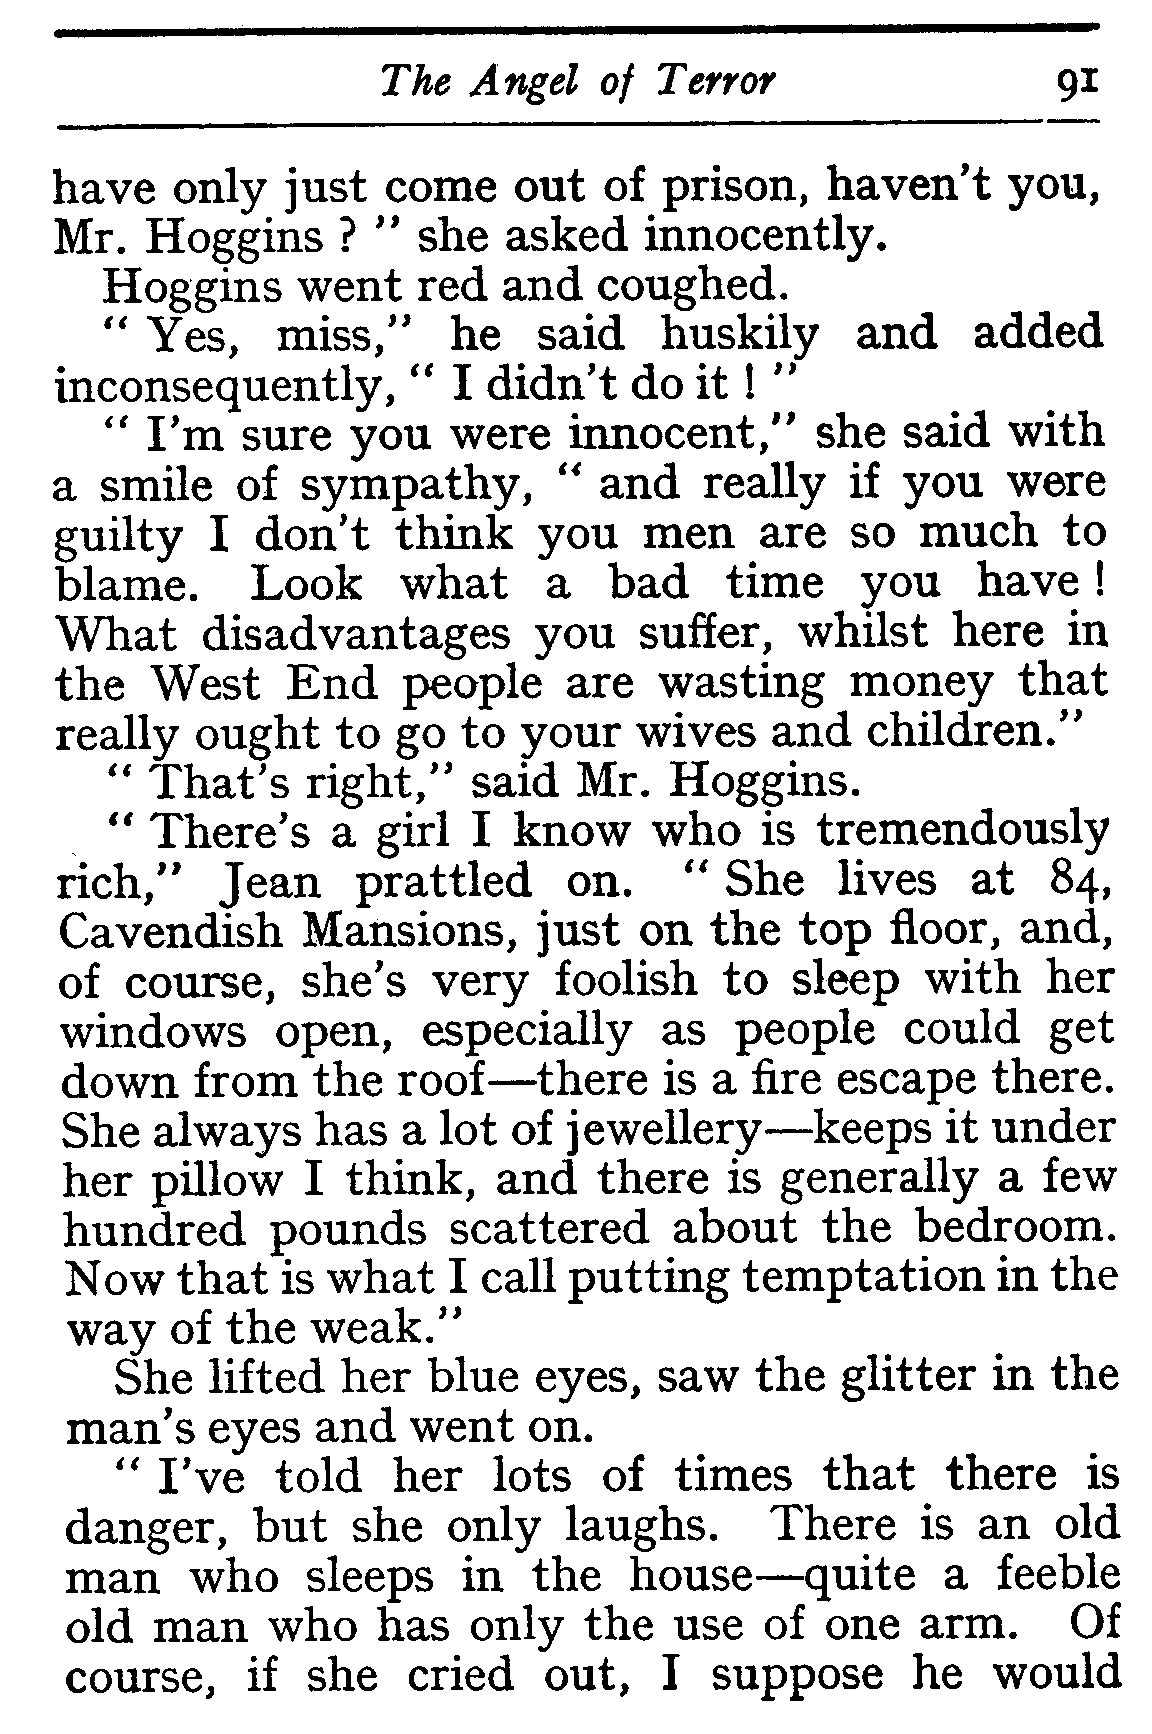 The Angel of Terror 91
have only just come out of prison, haven't you,
Mr. Hoggins ? " she asked innocently.
Hoggins went red and coughed.
" Yes, miss," he said huskily and added
inconsequently, " I didn't do it ! "
" I'm sure you were innocent," she said with
a smile of sympathy, " and really if you were
guilty I don't think you men are so much to
blame. Look what a bad time you have !
What disadvantages you suffer, whilst here in
the West End people are wasting money that
really ought to go to your wives and children."
" That's right," said Mr. Hoggins.
" There's a girl I know who is tremendously
rich," Jean prattled on. " She lives at 84,
Cavendish Mansions, just on the top floor, and,
of course, she's very foolish to sleep with her
windows open, especially as people could get
down from the roof—there is a fire escape there.
She always has a lot of jewellery—keeps it under
her pillow I think, and there is generally a few
hundred pounds scattered about the bedroom.
Now that is what I call putting temptation in the
way of the weak."
She lifted her blue eyes, saw the glitter in the
man's eyes and went on.
" I've told her lots of times that there is
danger, but she only laughs. There is an old
man who sleeps in the house—quite a feeble
old man who has only the use of one arm. Of
course, if she cried out, I suppose he would